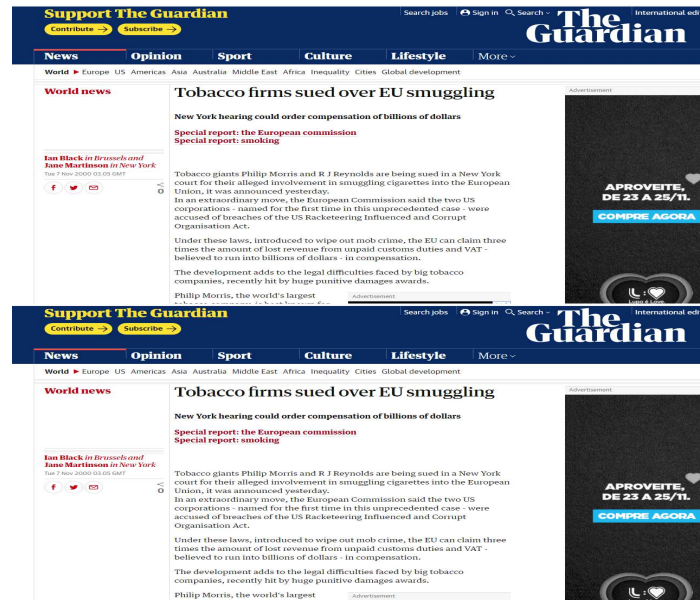 Support The Guardian
Contribute →
Subscribe →
Search jobs
Sign in
Search
International edi
The
Guardian
News
Opinion
Sport
Culture
Lifestyle
More
World
Europe
US
Americas
Asia
Australia
Middle East
Africa
Inequality
Cities
Global development
World news
Tobacco firms sued over EU smuggling
New York hearing could order compensation of billions of dollars
Special report: the European commission
Special report: smoking
Ian Black in Brussels and
Jane Martinson in New York
Tue 7 Nov 2000 03.05 GMT
0
Tobacco giants Philip Morris and R J Reynolds are being sued in a New York
court for their alleged involvement in smuggling cigarettes into the European
Union, it was announced yesterday.
In an extraordinary move, the European Commission said the two US
corporations - named for the first time in this unprecedented case - were
accused of breaches of the US Racketeering Influenced and Corrupt
Organisation Act.
Under these laws, introduced to wipe out mob crime, the EU can claim three
times the amount of lost revenue from unpaid customs duties and VAT -
believed to run into billions of dollars - in compensation.
The development adds to the legal difficulties faced by big tobacco
companies, recently hit by huge punitive damages awards.
Philip Morris, the world's largest
Advertisement
Advertisement
APROVEITE,
DE 23 A 25/11.
COMPRE AGORA
Lupo é Love
Support The Guardian
Contribute →
Subscribe →
Search jobs
Sign in
Search
International edi
The
Guardian
News
Opinion
Sport
Culture
Lifestyle
More
World
Europe
US
Americas
Asia
Australia
Middle East
Africa
Inequality
Cities
Global development
World news
Tobacco firms sued over EU smuggling
New York hearing could order compensation of billions of dollars
Special report: the European commission
Special report: smoking
Ian Black in Brussels and
Jane Martinson in New York
Tue 7 Nov 2000 03.05 GMT
0
Tobacco giants Philip Morris and R J Reynolds are being sued in a New York
court for their alleged involvement in smuggling cigarettes into the European
Union, it was announced yesterday.
In an extraordinary move, the European Commission said the two US
corporations - named for the first time in this unprecedented case - were
accused of breaches of the US Racketeering Influenced and Corrupt
Organisation Act.
Under these laws, introduced to wipe out mob crime, the EU can claim three
times the amount of lost revenue from unpaid customs duties and VAT -
believed to run into billions of dollars - in compensation.
The development adds to the legal difficulties faced by big tobacco
companies, recently hit by huge punitive damages awards.
Philip Morris, the world's largest
Advertisement
Advertisement
APROVEITE,
DE 23 A 25/11.
COMPRE AGORA